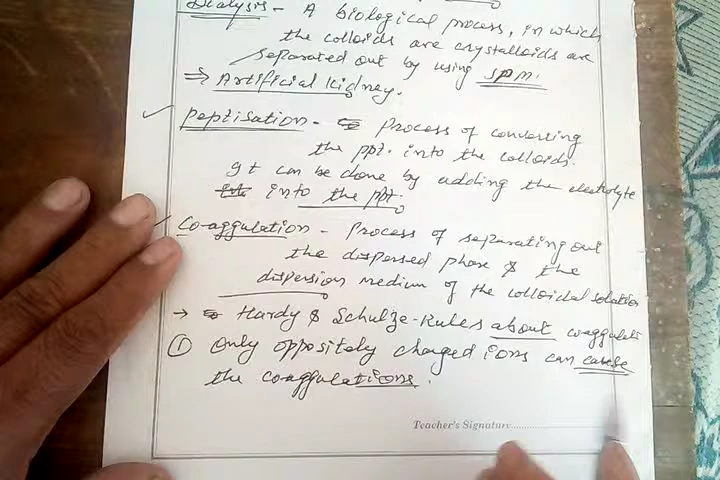 Dialysis - A biological process, in which
the colloids are crystalloids are
separated out by using spm.
⇒ Artificial Kidney.
✓ Peptisation - Process of converting
the ppt. into the colloids.
It can be done by adding the electrolyte
into the ppt.
✓ Co-aggulation - Process of separating out
the dispersed phase & the
dispersion medium of the colloidal solution
→ Hardy & Schulze-Rules about coaggulati
① Only oppositely charged ions can cause
the coaggulations.
Teacher's Signature